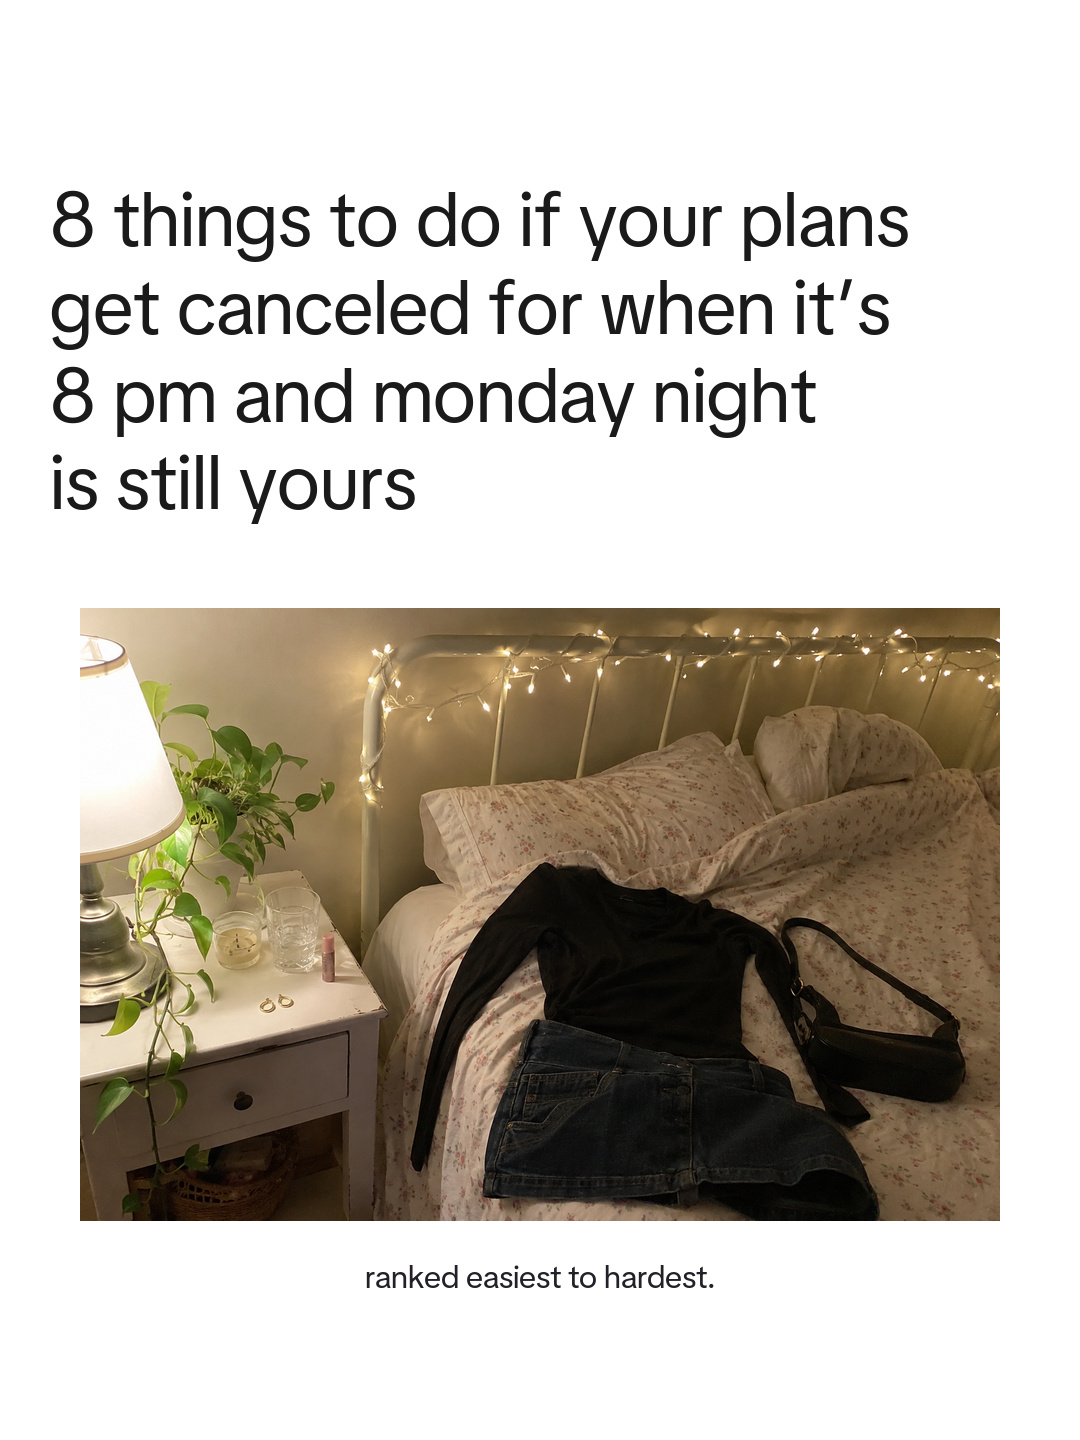 8 things to do if your plans
get canceled for when it’s
8 pm and monday night
is still yours
ranked easiest to hardest.